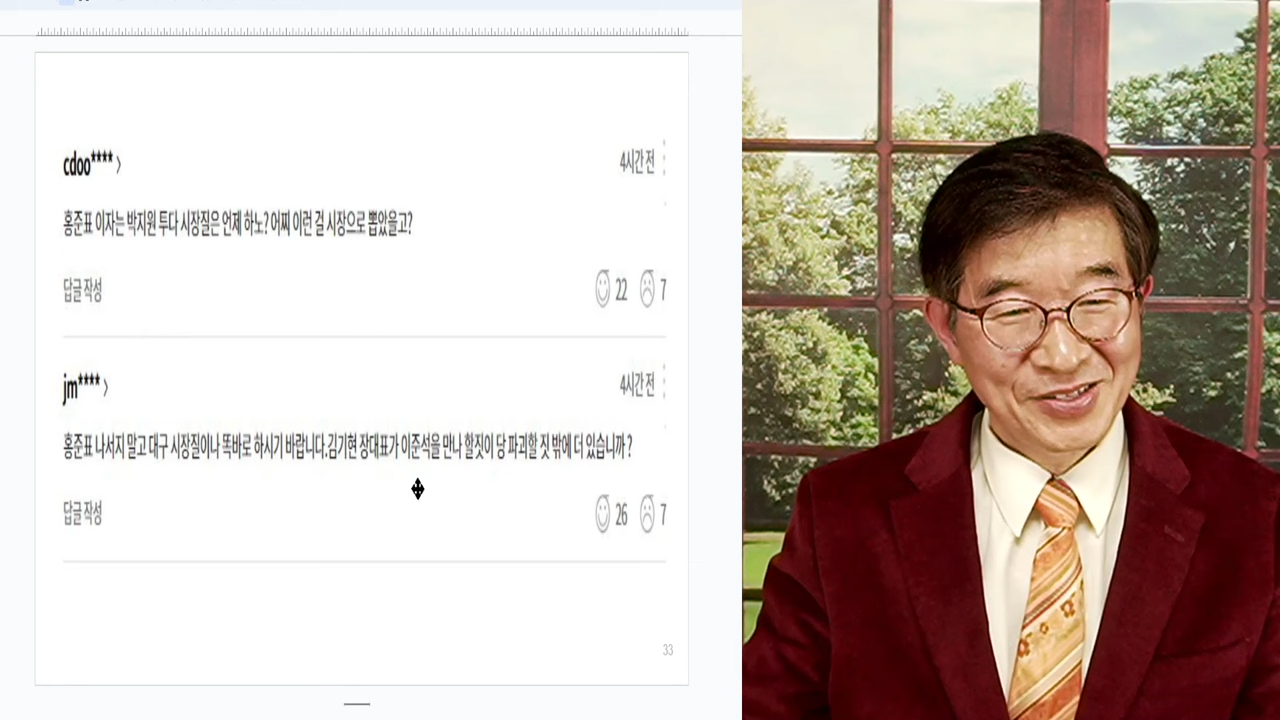 cdoo**** 〉
4시간 전
홍준표 이자는 박지원 투다 시장질은 언제 하노? 어찌 이런 걸 시장으로 뽑았을고?
답글 작성
22 7
jm**** 〉
4시간 전
홍준표 나서지 말고 대구 시장질이나 똑바로 하시기 바랍니다.김기현 장대표가 이준석을 만나 할짓이 당 파괴할 짓 밖에 더 있습니까 ?
답글 작성
26 7
33